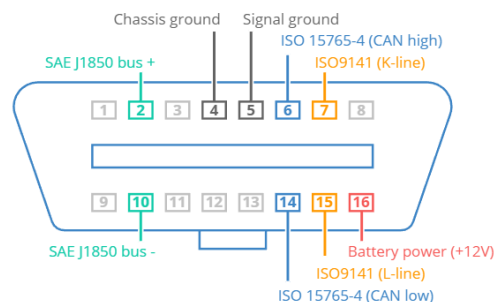 Chassis ground Signal ground
ISO 15765-4 (CAN high)
SAE J1850 bus + ISO9141 (K-line)
1 2 3 4 5 6 7 8
9 10 11 12 13 14 15 16
SAE J1850 bus - Battery power (+12V)
ISO9141 (L-line)
ISO 15765-4 (CAN low)